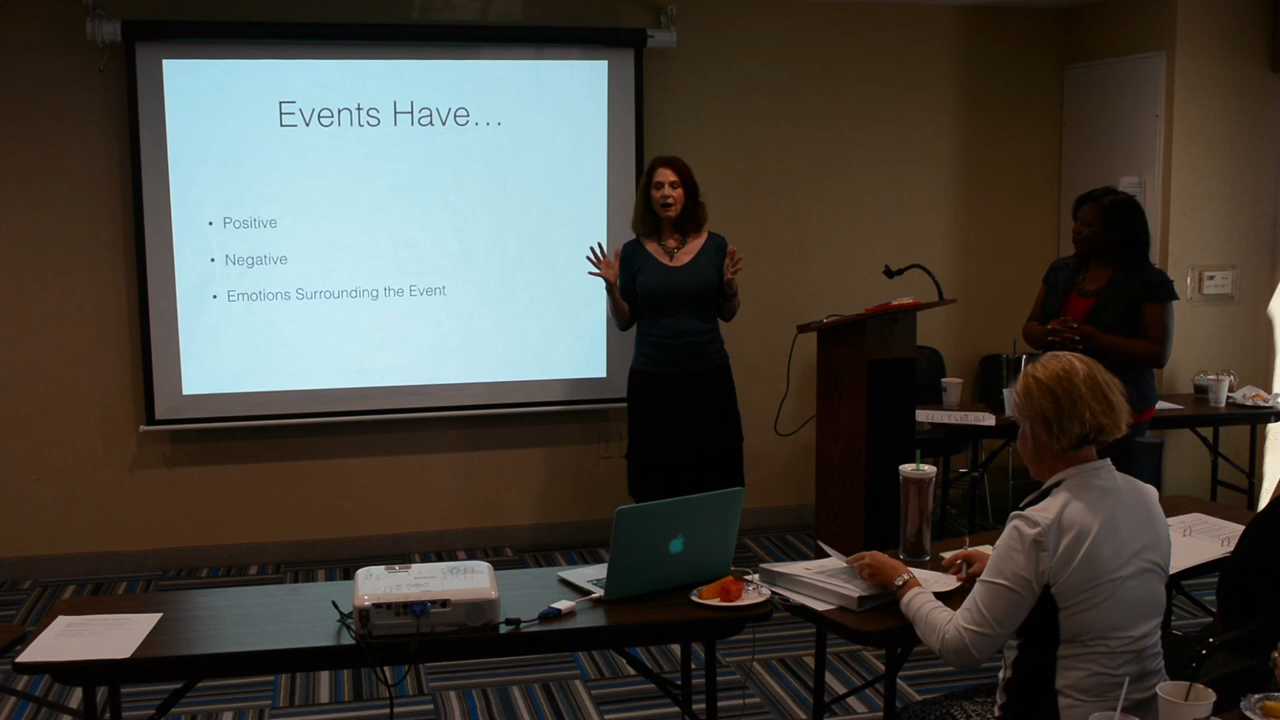 Events Have...
• Positive
• Negative
• Emotions Surrounding the Event